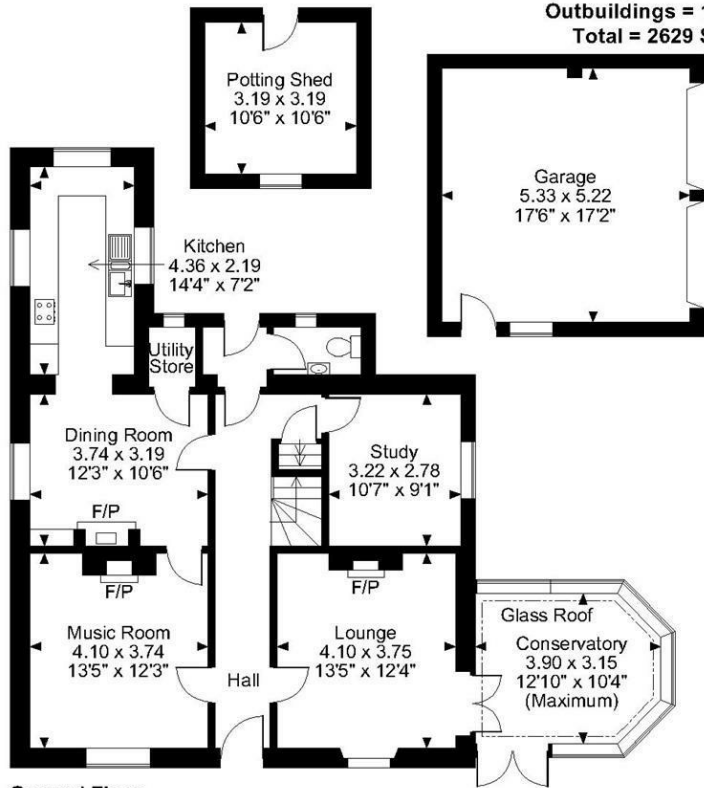 Outbuildings = 1
Total = 2629 S
Potting Shed
3.19 x 3.19
10'6" x 10'6"
Garage
5.33 x 5.22
17'6" x 17'2"
Kitchen
4.36 x 2.19
14'4" x 7'2"
Utility
Store
Dining Room
3.74 x 3.19
12'3" x 10'6"
F/P
Study
3.22 x 2.78
10'7" x 9'1"
F/P
Music Room
4.10 x 3.74
13'5" x 12'3"
Hall
F/P
Lounge
4.10 x 3.75
13'5" x 12'4"
Glass Roof
Conservatory
3.90 x 3.15
12'10" x 10'4"
(Maximum)